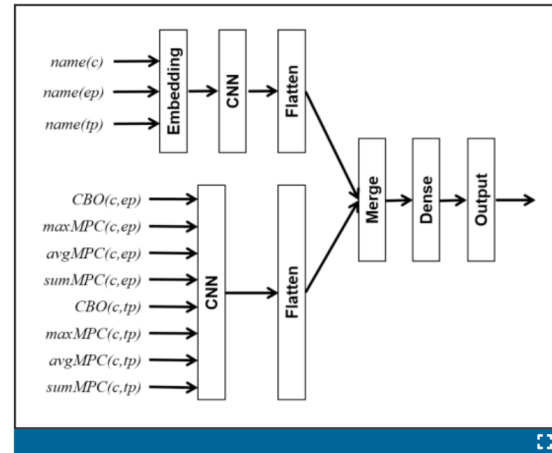 name(c)
name(ep)
name(tp)
Embedding
CNN
Flatten
CBO(c,ep)
maxMPC(c,ep)
avgMPC(c,ep)
sumMPC(c,ep)
CBO(c,tp)
maxMPC(c,tp)
avgMPC(c,tp)
sumMPC(c,tp)
CNN
Flatten
Merge
Dense
Output